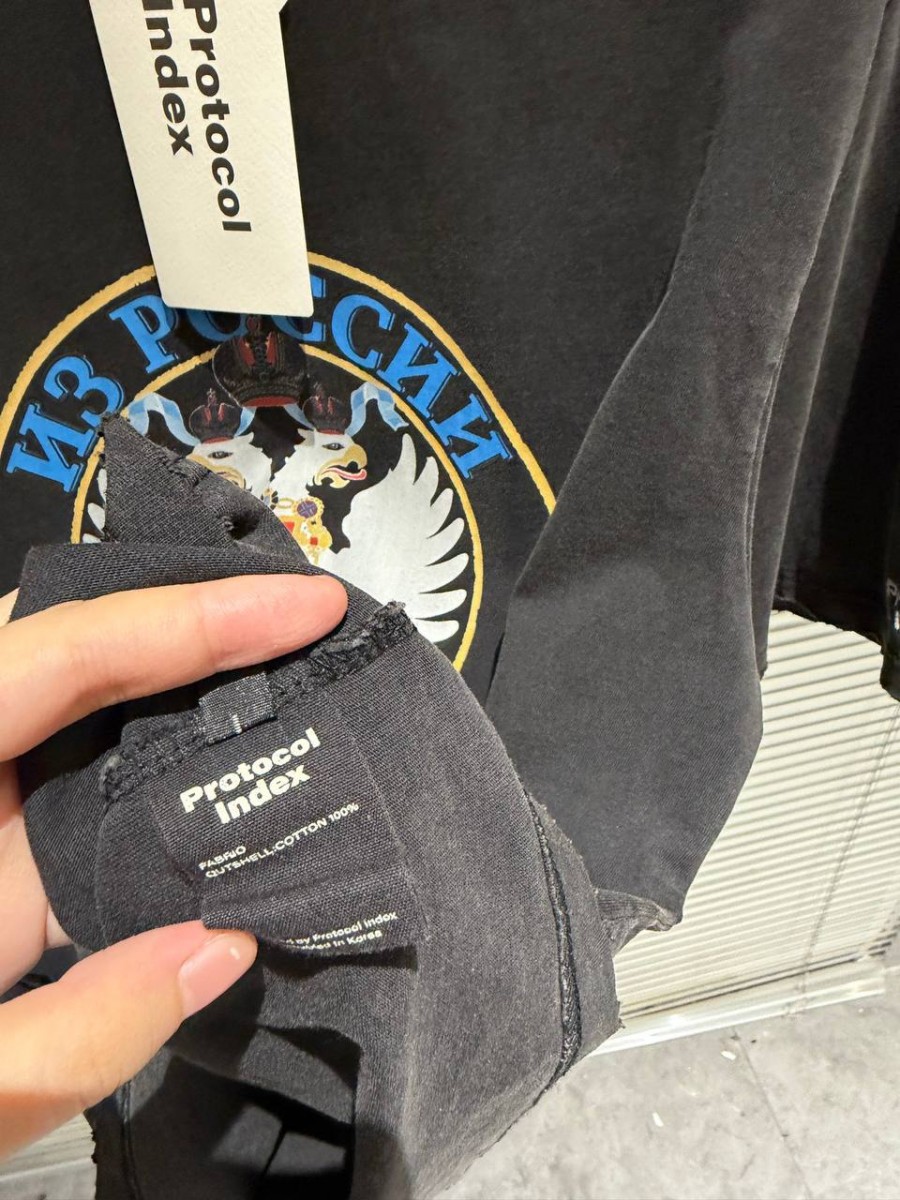 Protocol
Index
ИЗ РОССИИ
Protocol
Index
FABRIC
OUTSHELL:COTTON 100%
by Protocol Index
in Korea